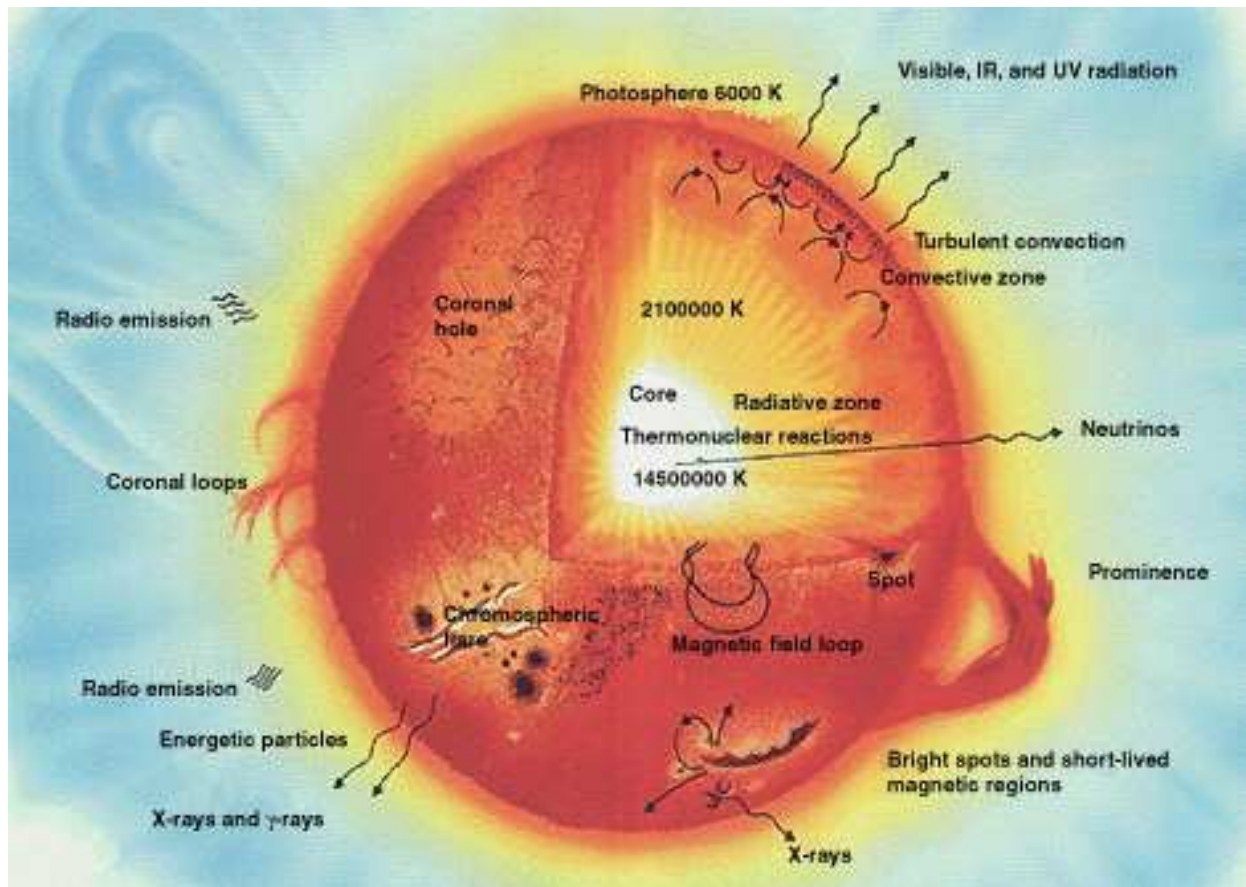 Visible, IR, and UV radiation
Photosphere 6000 K
Turbulent convection
Convective zone
Coronal
hole
2100000 K
Radio emission
Core
Radiative zone
Thermonuclear reactions
Neutrinos
14500000 K
Coronal loops
Spot
Prominence
Chromospheric
flare
Magnetic field loop
Radio emission
Energetic particles
Bright spots and short-lived
magnetic regions
X-rays and γ-rays
X-rays